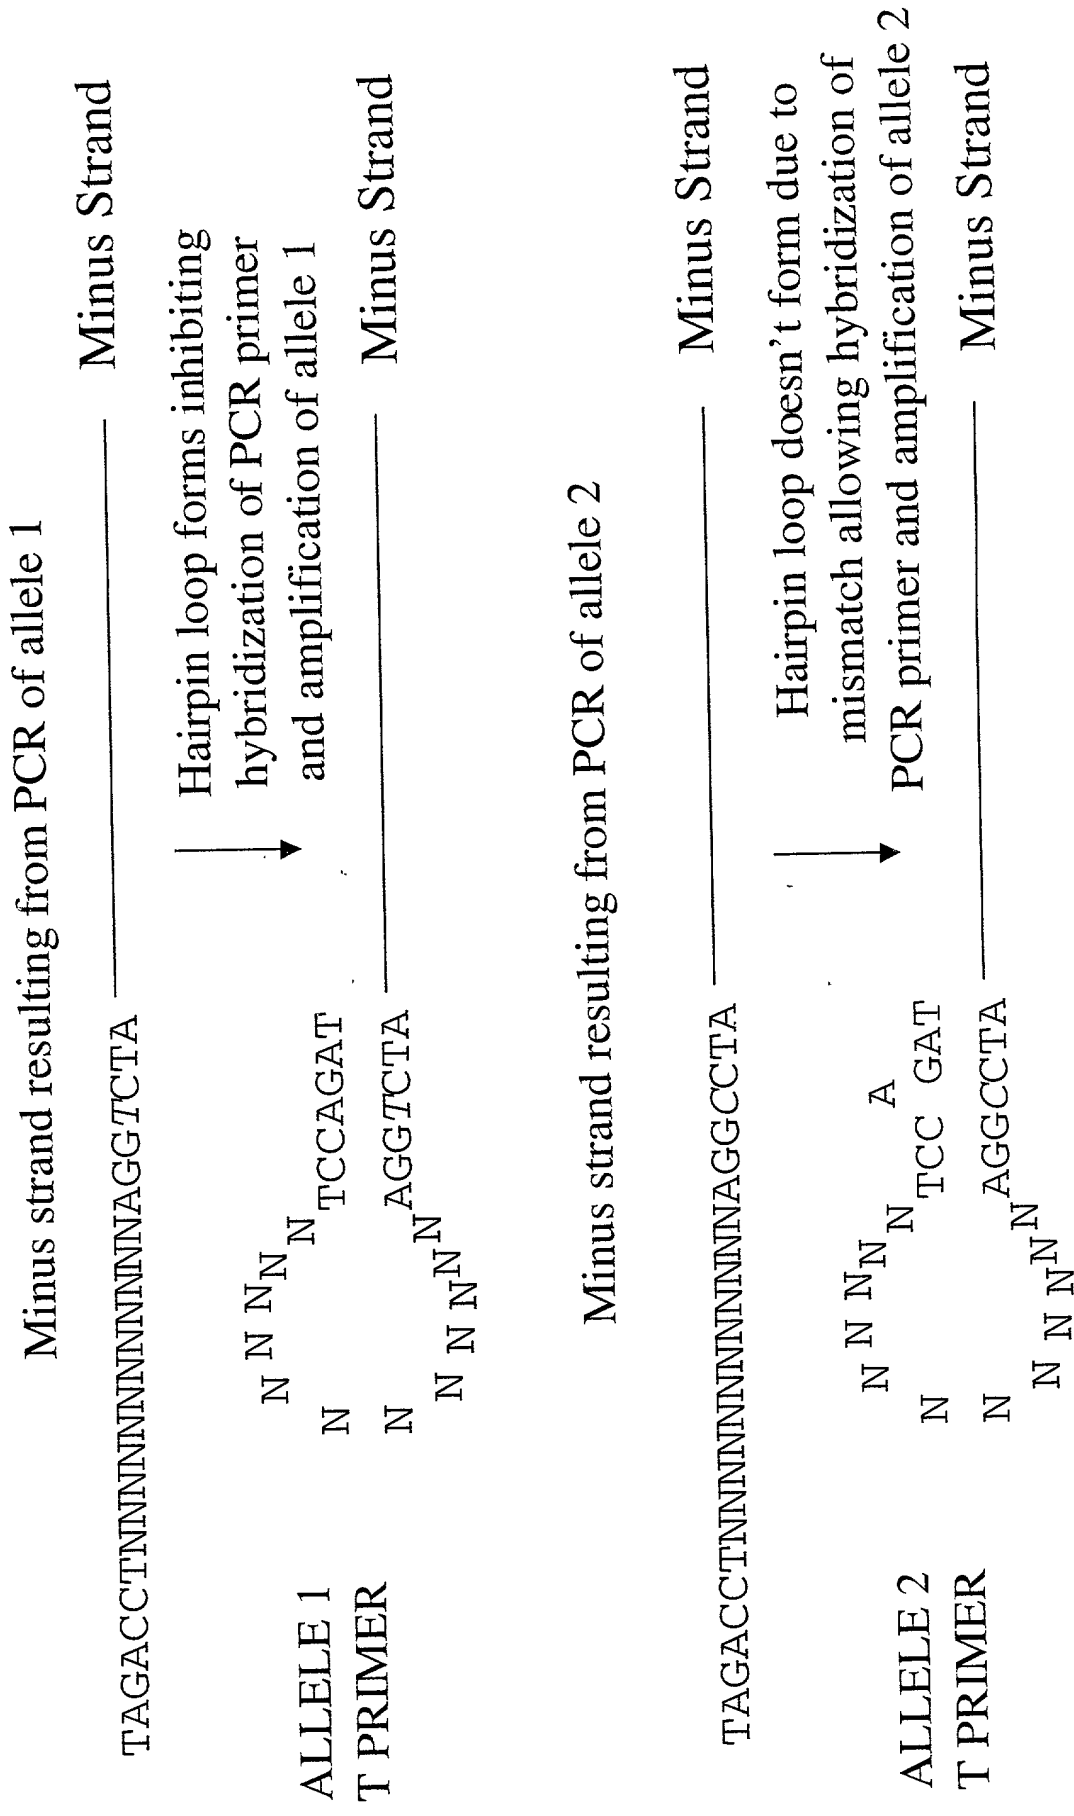 Minus strand resulting from PCR of allele 1
TAGACCTNNNNNNNNNNNNAGGTCTA Minus Strand
Hairpin loop forms inhibiting
hybridization of PCR primer
and amplification of allele 1
ALLELE 1
T PRIMER
N N N N N TCCAGAT
N
N
N N N N N AGGTCTA Minus Strand
Minus strand resulting from PCR of allele 2
TAGACCTNNNNNNNNNNNNAGGCCTA Minus Strand
Hairpin loop doesn't form due to
mismatch allowing hybridization of
PCR primer and amplification of allele 2
ALLELE 2
T PRIMER
A
N N N N N TCC GAT
N
N
N N N N N AGGCCTA Minus Strand